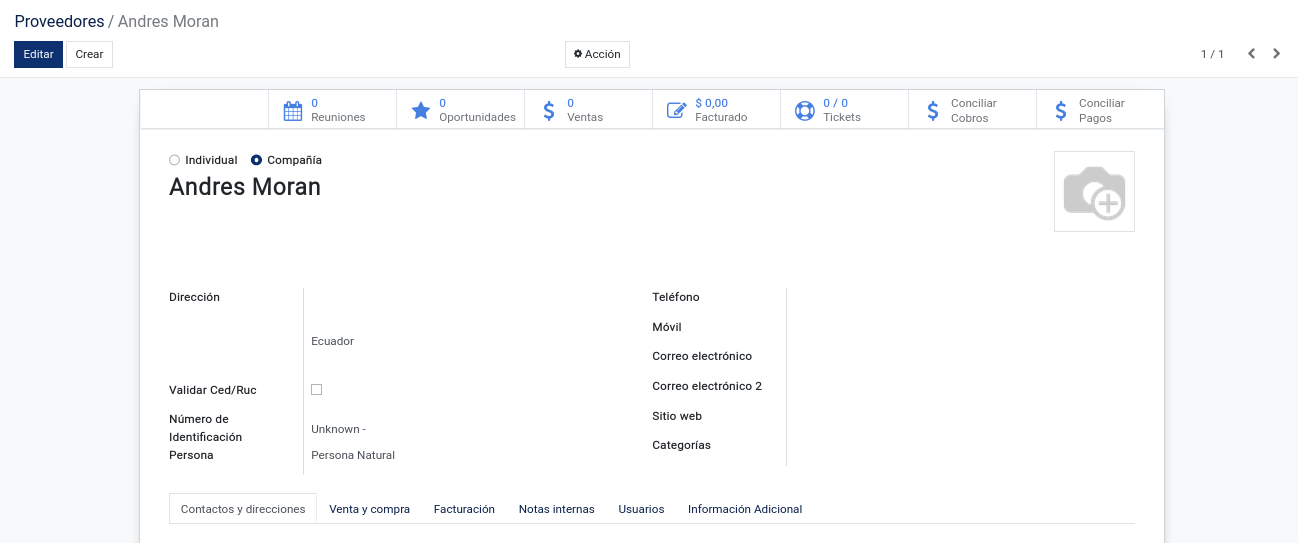 Proveedores / Andres Moran
Editar Crear Acción 1 / 1
0 Reuniones
0 Oportunidades
0 Ventas
$ 0,00 Facturado
0 / 0 Tickets
Conciliar Cobros
Conciliar Pagos
Individual Compañía
Andres Moran
Dirección
Ecuador
Validar Ced/Ruc
Número de Identificación
Unknown -
Persona
Persona Natural
Teléfono
Móvil
Correo electrónico
Correo electrónico 2
Sitio web
Categorías
Contactos y direcciones Venta y compra Facturación Notas internas Usuarios Información Adicional